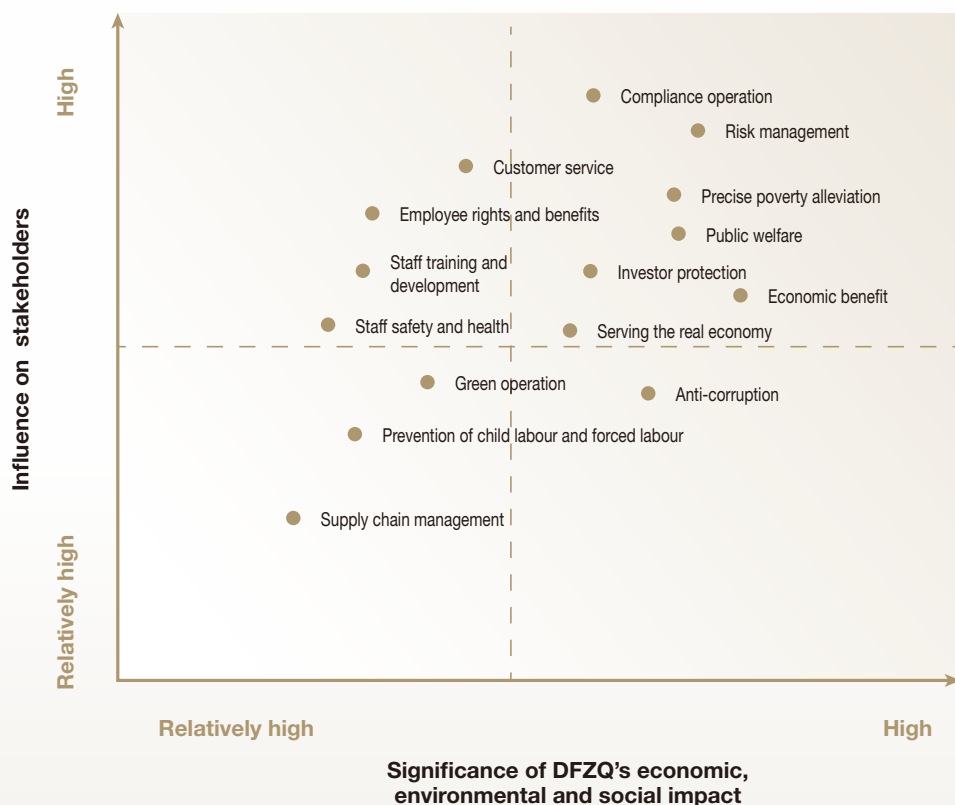 High
Compliance operation
Risk management
Customer service
Precise poverty alleviation
Employee rights and benefits
Public welfare
Staff training and
development
Investor protection
Economic benefit
Staff safety and health
Serving the real economy
Influence on stakeholders
Green operation
Anti-corruption
Prevention of child labour and forced labour
Supply chain management
Relatively high
Relatively high
High
Significance of DFZQ's economic,
environmental and social impact